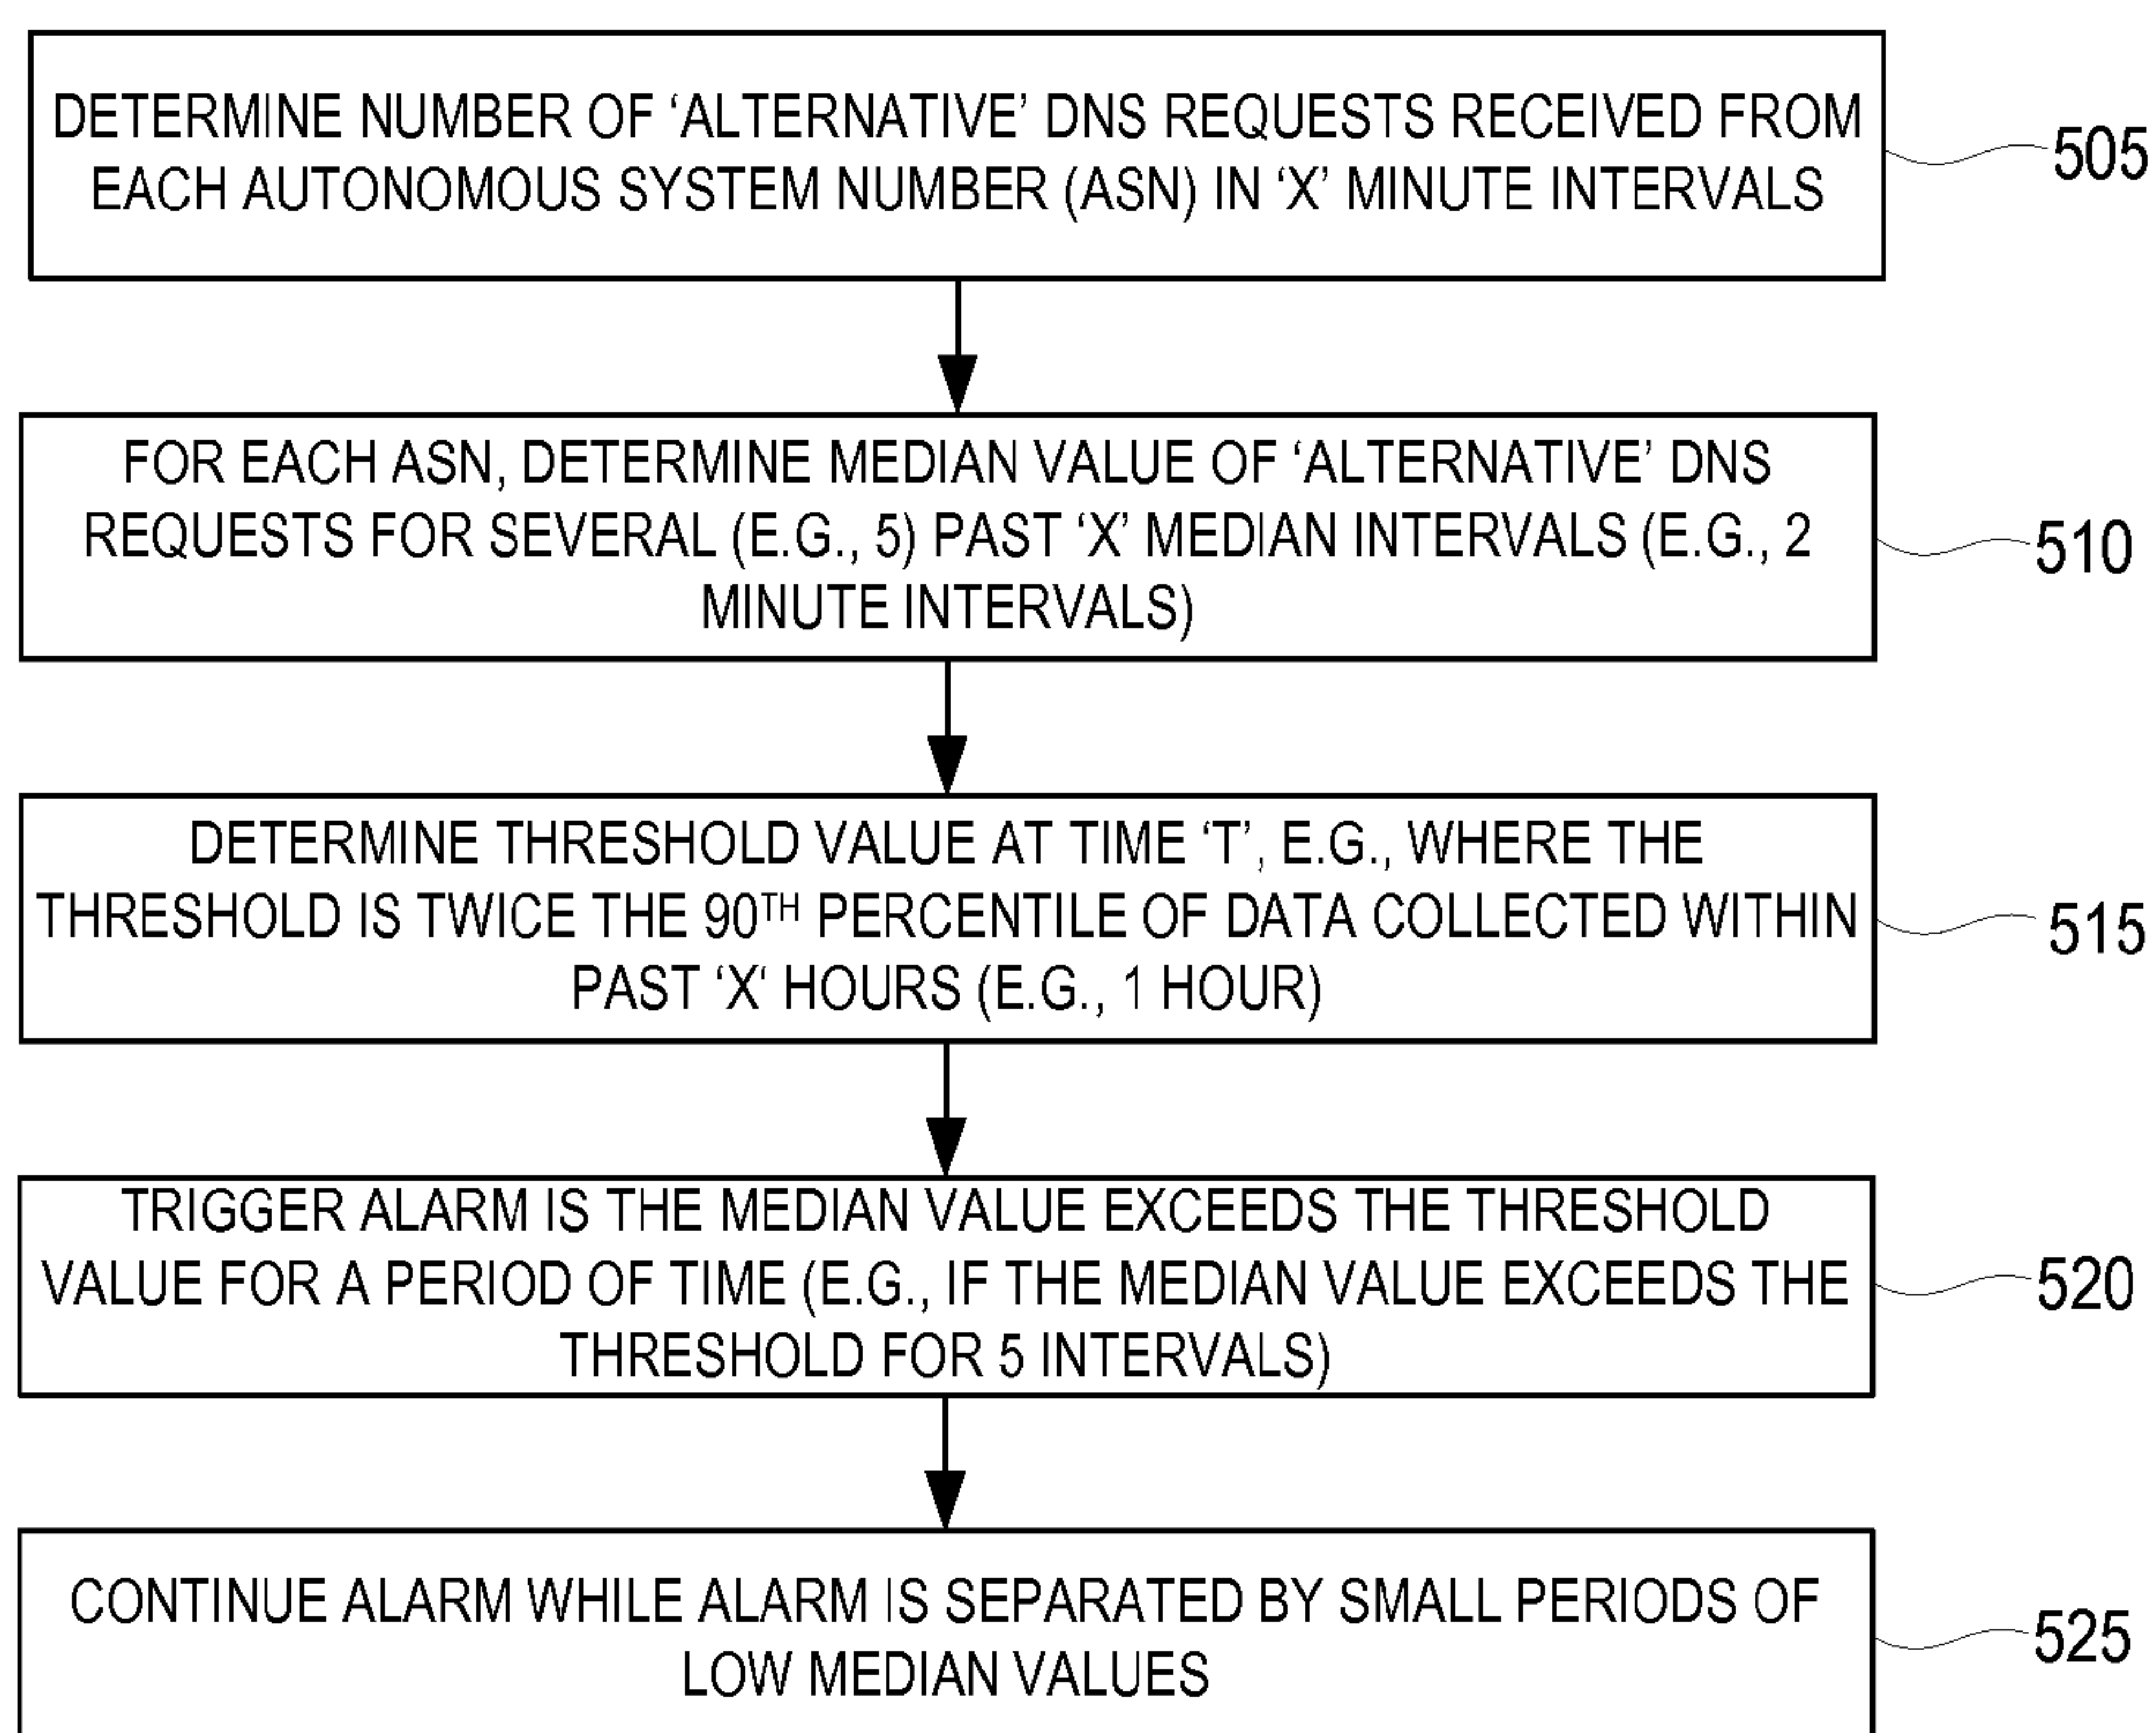 DETERMINE NUMBER OF ‘ALTERNATIVE’ DNS REQUESTS RECEIVED FROM
EACH AUTONOMOUS SYSTEM NUMBER (ASN) IN ‘X’ MINUTE INTERVALS
505
FOR EACH ASN, DETERMINE MEDIAN VALUE OF ‘ALTERNATIVE’ DNS
REQUESTS FOR SEVERAL (E.G., 5) PAST ‘X’ MEDIAN INTERVALS (E.G., 2
MINUTE INTERVALS)
510
DETERMINE THRESHOLD VALUE AT TIME ‘T’, E.G., WHERE THE
THRESHOLD IS TWICE THE 90TH PERCENTILE OF DATA COLLECTED WITHIN
PAST ‘X‘ HOURS (E.G., 1 HOUR)
515
TRIGGER ALARM IS THE MEDIAN VALUE EXCEEDS THE THRESHOLD
VALUE FOR A PERIOD OF TIME (E.G., IF THE MEDIAN VALUE EXCEEDS THE
THRESHOLD FOR 5 INTERVALS)
520
CONTINUE ALARM WHILE ALARM IS SEPARATED BY SMALL PERIODS OF
LOW MEDIAN VALUES
525